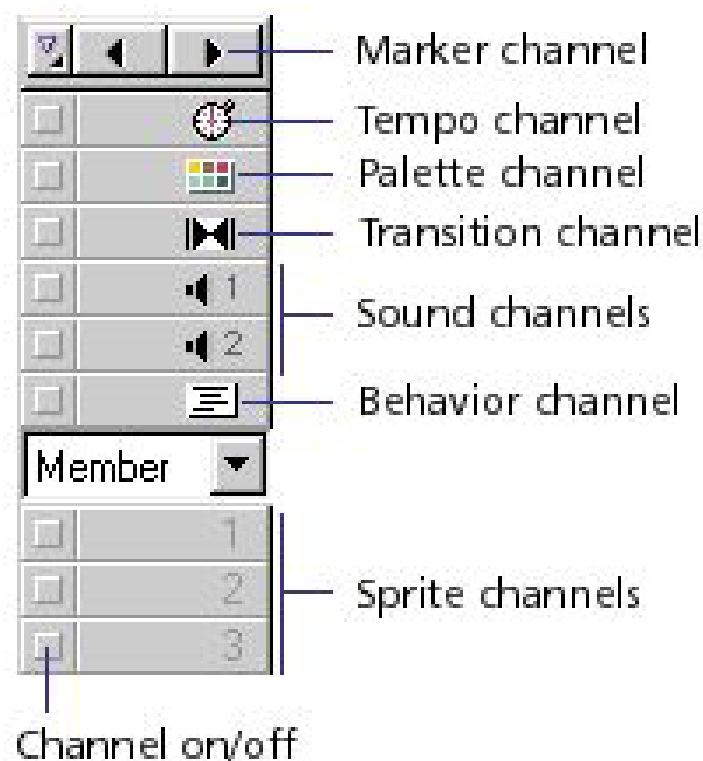 Marker channel
Tempo channel
Palette channel
Transition channel
1
Sound channels
2
Behavior channel
Member
1
2
Sprite channels
3
Channel on/off